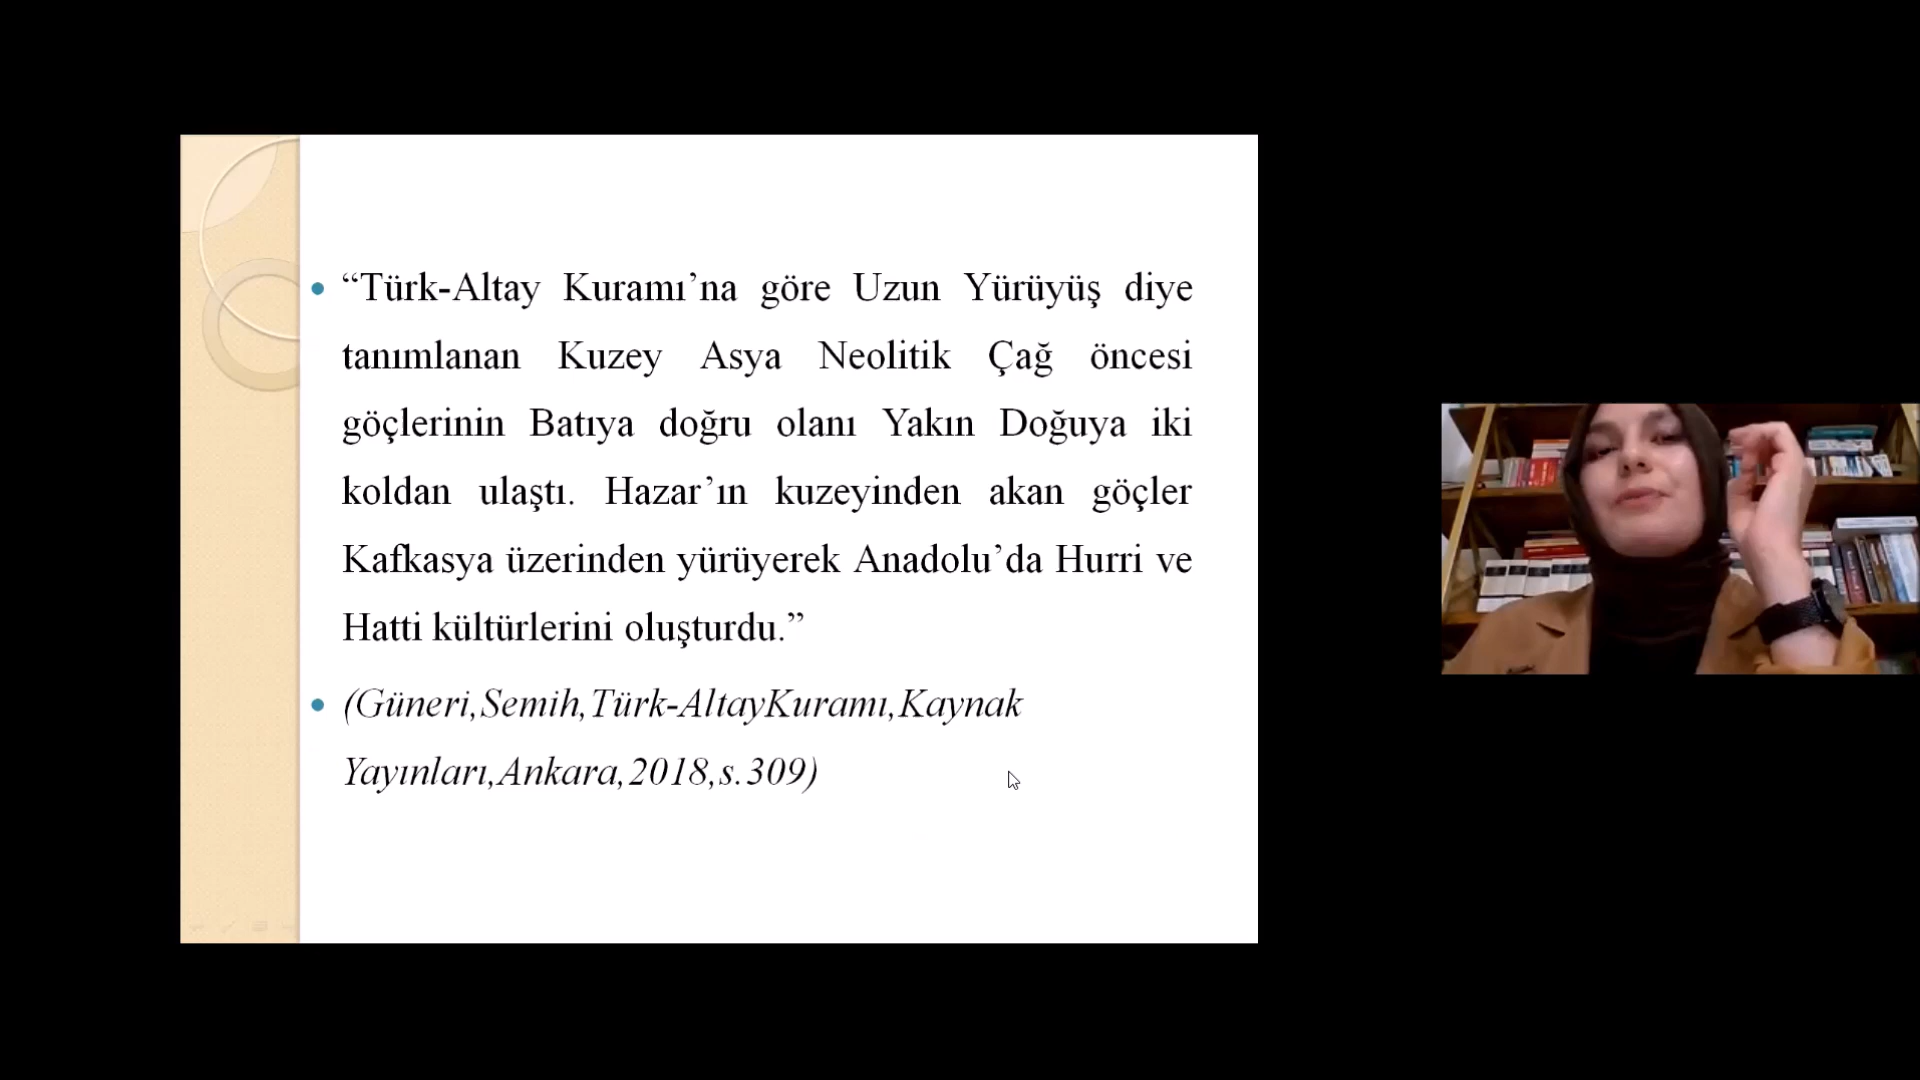 “Türk-Altay Kuramı’na göre Uzun Yürüyüş diye
tanımlanan Kuzey Asya Neolitik Çağ öncesi
göçlerinin Batıya doğru olanı Yakın Doğuya iki
koldan ulaştı. Hazar’ın kuzeyinden akan göçler
Kafkasya üzerinden yürüyerek Anadolu’da Hurri ve
Hatti kültürlerini oluşturdu.”
(Güneri,Semih,Türk-AltayKuramı,Kaynak
Yayınları,Ankara,2018,s.309)